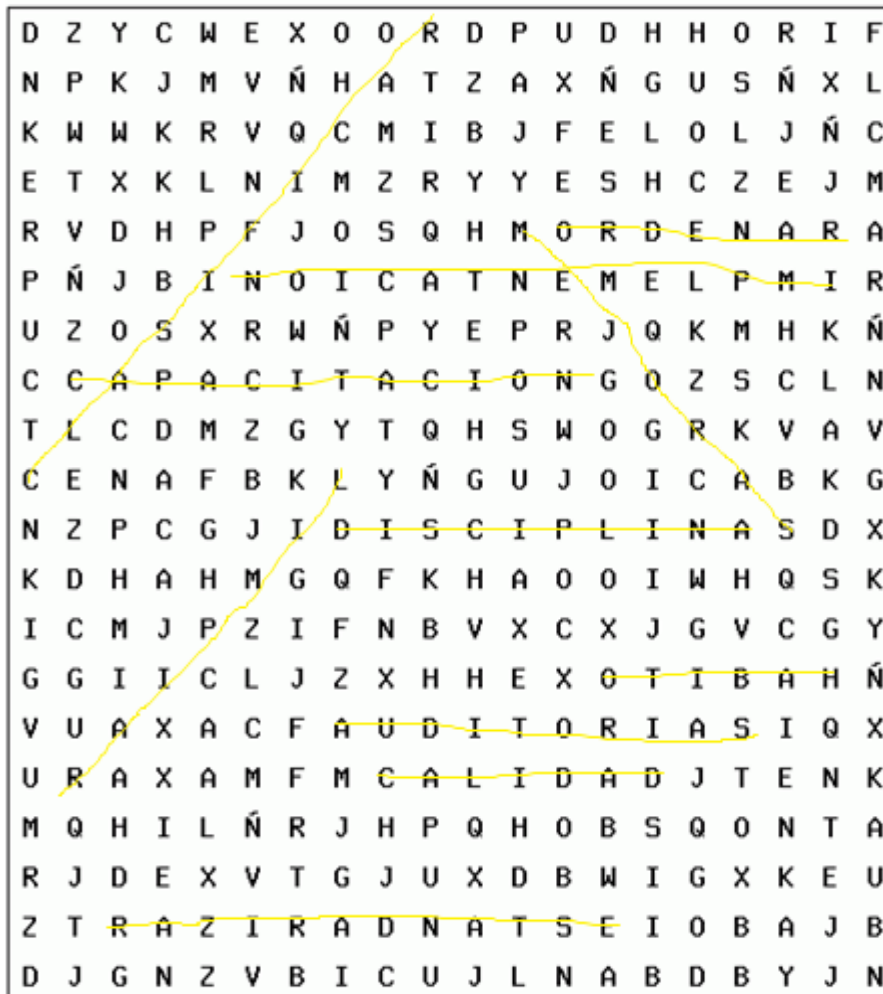 D Z Y C W E X O O R D P U D H H O R I F
N P K J M V Ñ H A T Z A X Ñ G U S Ñ X L
K W W K R V Q C M I B J F E L O L J Ñ C
E T X K L N I M Z R Y Y E S H C Z E J M
R V D H P F J O S Q H M O R D E N A R A
P Ñ J B I N O I C A T N E M E L P M I R
U Z O S X R W Ñ P Y E P R J Q K M H K Ñ
C C A P A C I T A C I O N G O Z S C L N
T L C D M Z G Y T Q H S W O G R K V A V
C E N A F B K L Y Ñ G U J O I C A B K G
N Z P C G J I D I S C I P L I N A S D X
K D H A H M G Q F K H A O O I W H Q S K
I C M J P Z I F N B V X C X J G V C G Y
G G I I C L J Z X H H E X O T I B A H Ñ
V U A X A C F A U D I T O R I A S I Q X
U R A X A M F M C A L I D A D J T E N K
M Q H I L Ñ R J H P Q H O B S Q O N T A
R J D E X V T G J U X D B W I G X K E U
Z T R A Z I R A D N A T S E I O B A J B
D J G N Z V B I C U J L N A B D B Y J N